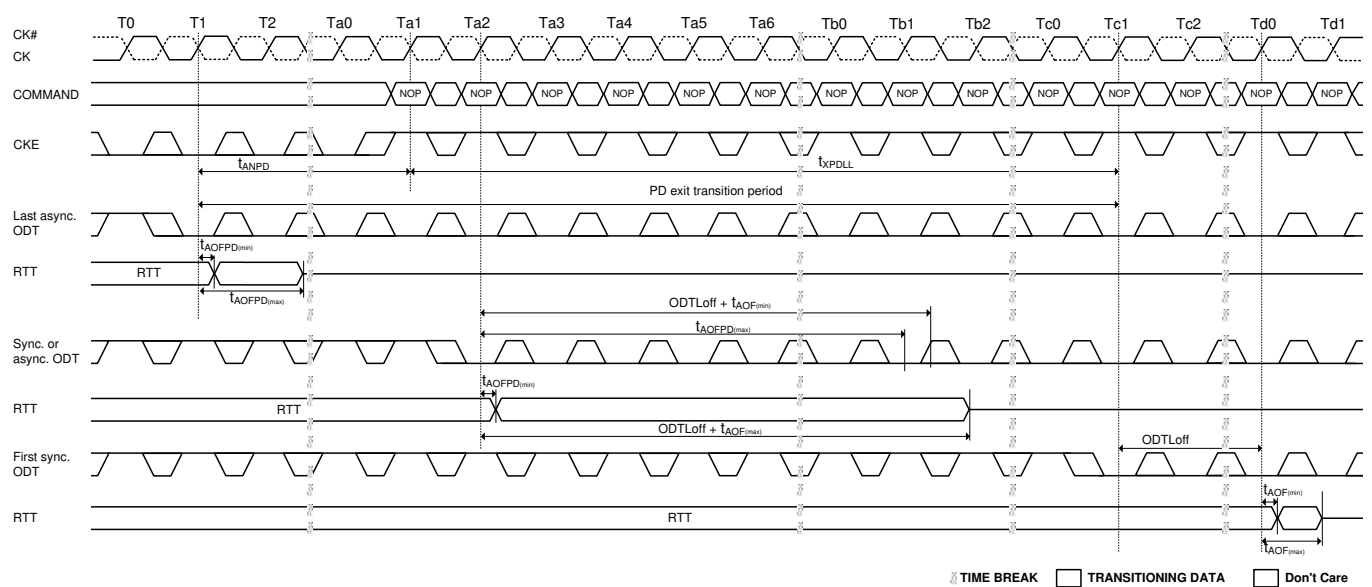 T0 T1 T2 Ta0 Ta1 Ta2 Ta3 Ta4 Ta5 Ta6 Tb0 Tb1 Tb2 Tc0 Tc1 Tc2 Td0 Td1
CK#
CK
COMMAND NOP NOP NOP NOP NOP NOP NOP NOP NOP NOP NOP NOP NOP NOP
CKE
tANPD tXPDLL
PD exit transition period
Last async.
ODT
tAOFPD(min)
RTT RTT
tAOFPD(max)
ODTLoff + tAOF(min)
tAOFPD(max)
Sync. or
async. ODT
tAOFPD(min)
RTT RTT
ODTLoff + tAOF(max)
ODTLoff
First sync.
ODT
tAOF(min)
RTT RTT
tAOF(max)
TIME BREAK TRANSITIONING DATA Don't Care